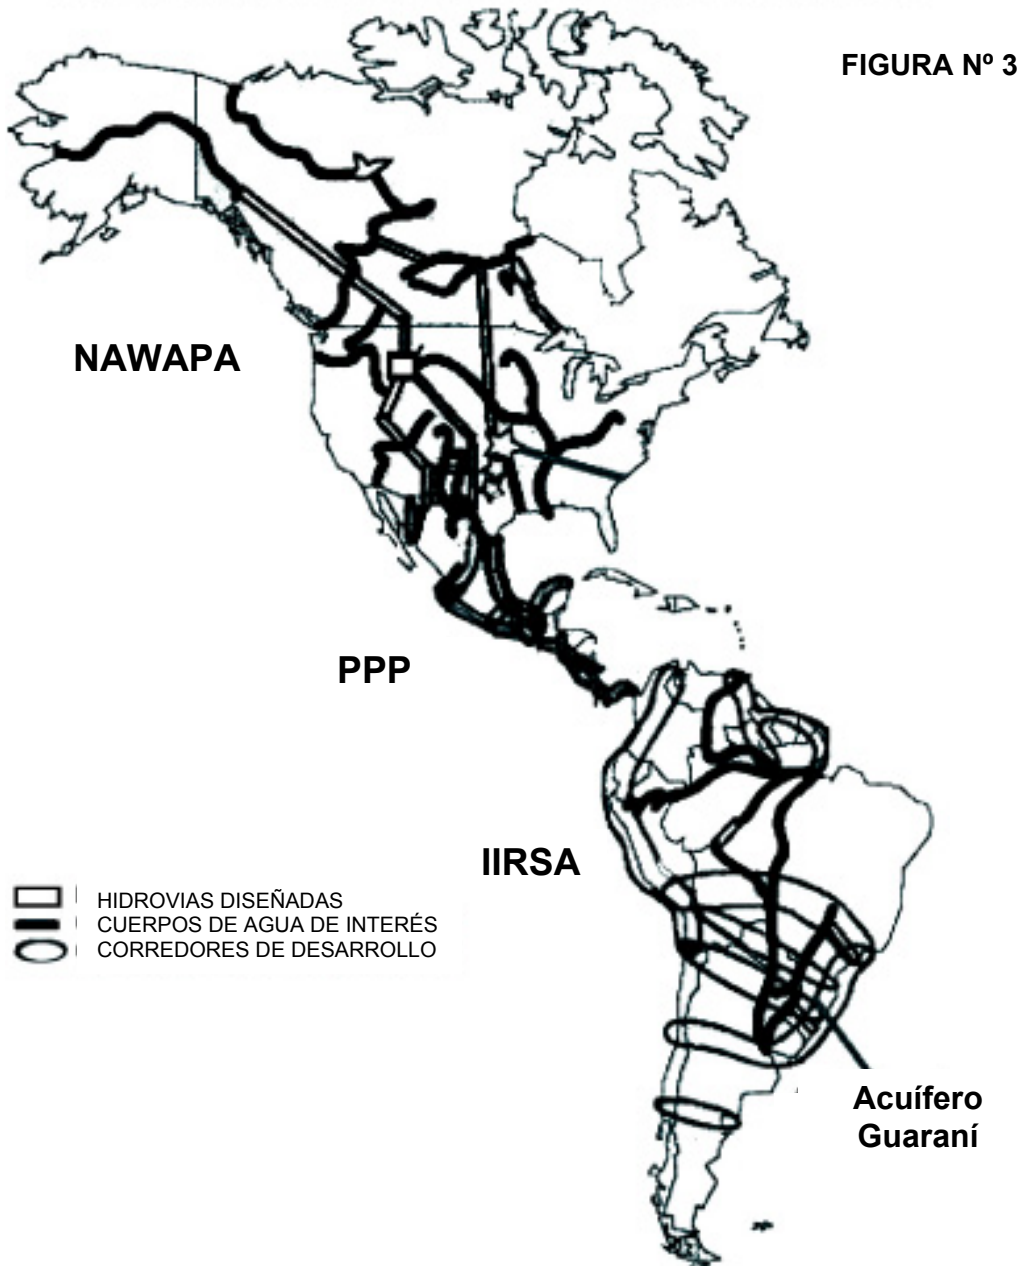 FIGURA Nº 3
NAWAPA
PPP
IIRSA
HIDROVIAS DISEÑADAS
CUERPOS DE AGUA DE INTERÉS
CORREDORES DE DESARROLLO
Acuífero
Guaraní